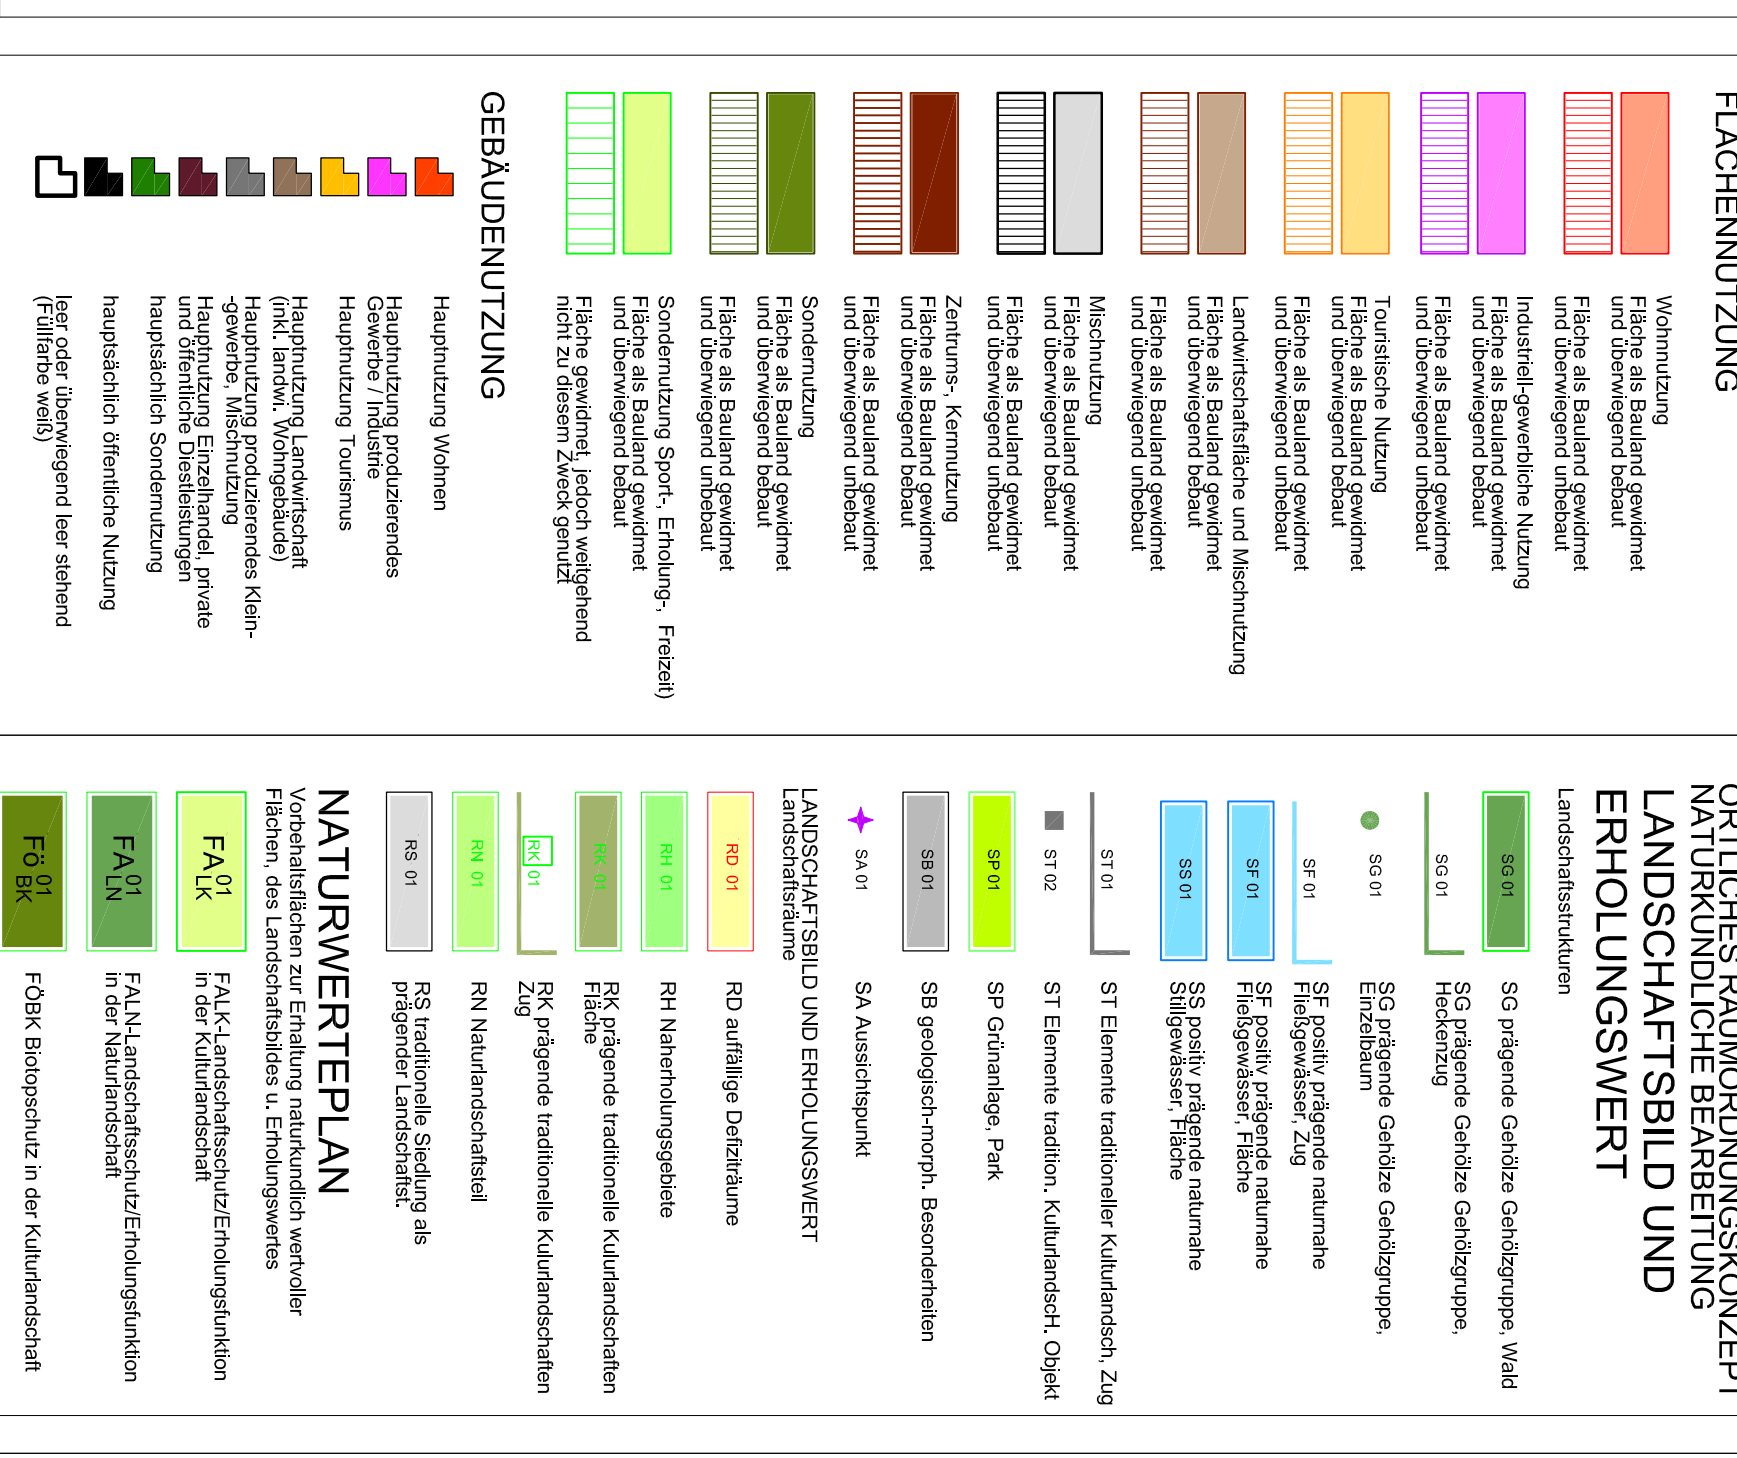 FLÄCHENNUTZUNG
Wohnnutzung
Fläche als Bauland gewidmet
und überwiegend bebaut
Fläche als Bauland gewidmet
und überwiegend unbebaut
Industriell-gewerbliche Nutzung
Fläche als Bauland gewidmet
und überwiegend bebaut
Fläche als Bauland gewidmet
und überwiegend unbebaut
Touristische Nutzung
Fläche als Bauland gewidmet
und überwiegend bebaut
Fläche als Bauland gewidmet
und überwiegend unbebaut
Landwirtschaftsfläche und Mischnutzung
Fläche als Bauland gewidmet
und überwiegend bebaut
Fläche als Bauland gewidmet
und überwiegend unbebaut
Mischnutzung
Fläche als Bauland gewidmet
und überwiegend bebaut
Fläche als Bauland gewidmet
und überwiegend unbebaut
Zentrums-, Kernnutzung
Fläche als Bauland gewidmet
und überwiegend bebaut
Fläche als Bauland gewidmet
und überwiegend unbebaut
Sondernutzung
Fläche als Bauland gewidmet
und überwiegend bebaut
Fläche als Bauland gewidmet
und überwiegend unbebaut
Sondernutzung Sport-, Erholung-, Freizeit)
Fläche als Bauland gewidmet
und überwiegend bebaut
Fläche gewidmet, jedoch weitgehend
nicht zu diesem Zweck genutzt
GEBÄUDENUTZUNG
Hauptnutzung Wohnen
Hauptnutzung produzierendes
Gewerbe / Industrie
Hauptnutzung Tourismus
Hauptnutzung Landwirtschaft
(inkl. landwi. Wohngebäude)
Hauptnutzung produzierendes Klein-
-gewerbe, Mischnutzung
Hauptnutzung Einzelhandel, private
und öffentliche Diestleistungen
hauptsächlich Sondernutzung
hauptsächlich öffentliche Nutzung
leer oder überwiegend leer stehend
(Füllfarbe weiß)
ÖRTLICHES RAUMORDNUNGSKONZEPT
NATURKUNDLICHE BEARBEITUNG
LANDSCHAFTSBILD UND
ERHOLUNGSWERT
Landschaftsstrukturen
SG 01 SG prägende Gehölze Gehölzgruppe, Wald
SG 01 SG prägende Gehölze Gehölzgruppe,
Heckenzug
SG 01 SG prägende Gehölze Gehölzgruppe,
Einzelbaum
SF 01 SF positiv prägende naturnahe
Fließgewässer, Zug
SF 01 SF positiv prägende naturnahe
Fließgewässer, Fläche
SS 01 SS positiv prägende naturnahe
Stillgewässer, Fläche
ST 01 ST Elemente traditioneller Kulturlandsch, Zug
ST 02 ST Elemente tradition. KulturlandscH. Objekt
SP 01 SP Grünanlage, Park
SB 01 SB geologisch-morph. Besonderheiten
SA 01 SA Aussichtspunkt
LANDSCHAFTSBILD UND ERHOLUNGSWERT
Landschaftsräume
RD 01 RD auffällige Defiziträume
RH 01 RH Naherholungsgebiete
RK 01 RK prägende traditionelle Kulurlandschaften
Fläche
RK 01 RK prägende traditionelle Kulurlandschaften
Zug
RN 01 RN Naturlandschaftsteil
RS 01 RS traditionelle Siedlung als
prägender Landschaftst.
NATURWERTEPLAN
Vorbehaltsflächen zur Erhaltung naturkundlich wertvoller
Flächen, des Landschaftsbildes u. Erholungswertes
FA 01 LK FALK-Landschaftsschutz/Erholungsfunktion
in der Kulturlandschaft
FA 01 LN FALN-Landschaftsschutz/Erholungsfunktion
in der Naturlandschaft
FÖ 01 BK FÖBK Biotopschutz in der Kulturlandschaft